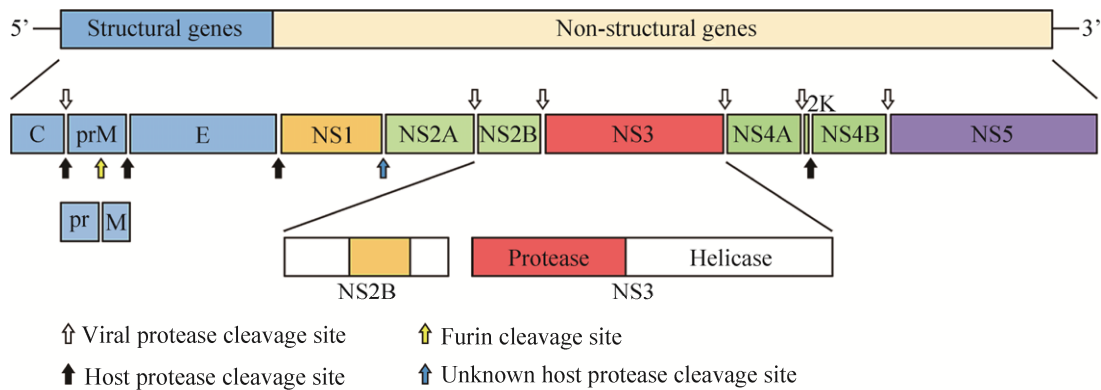 5’ Structural genes Non-structural genes 3’
2K
C prM E NS1 NS2A NS2B NS3 NS4A NS4B NS5
pr M
Protease Helicase
NS2B NS3
Viral protease cleavage site Furin cleavage site
Host protease cleavage site Unknown host protease cleavage site